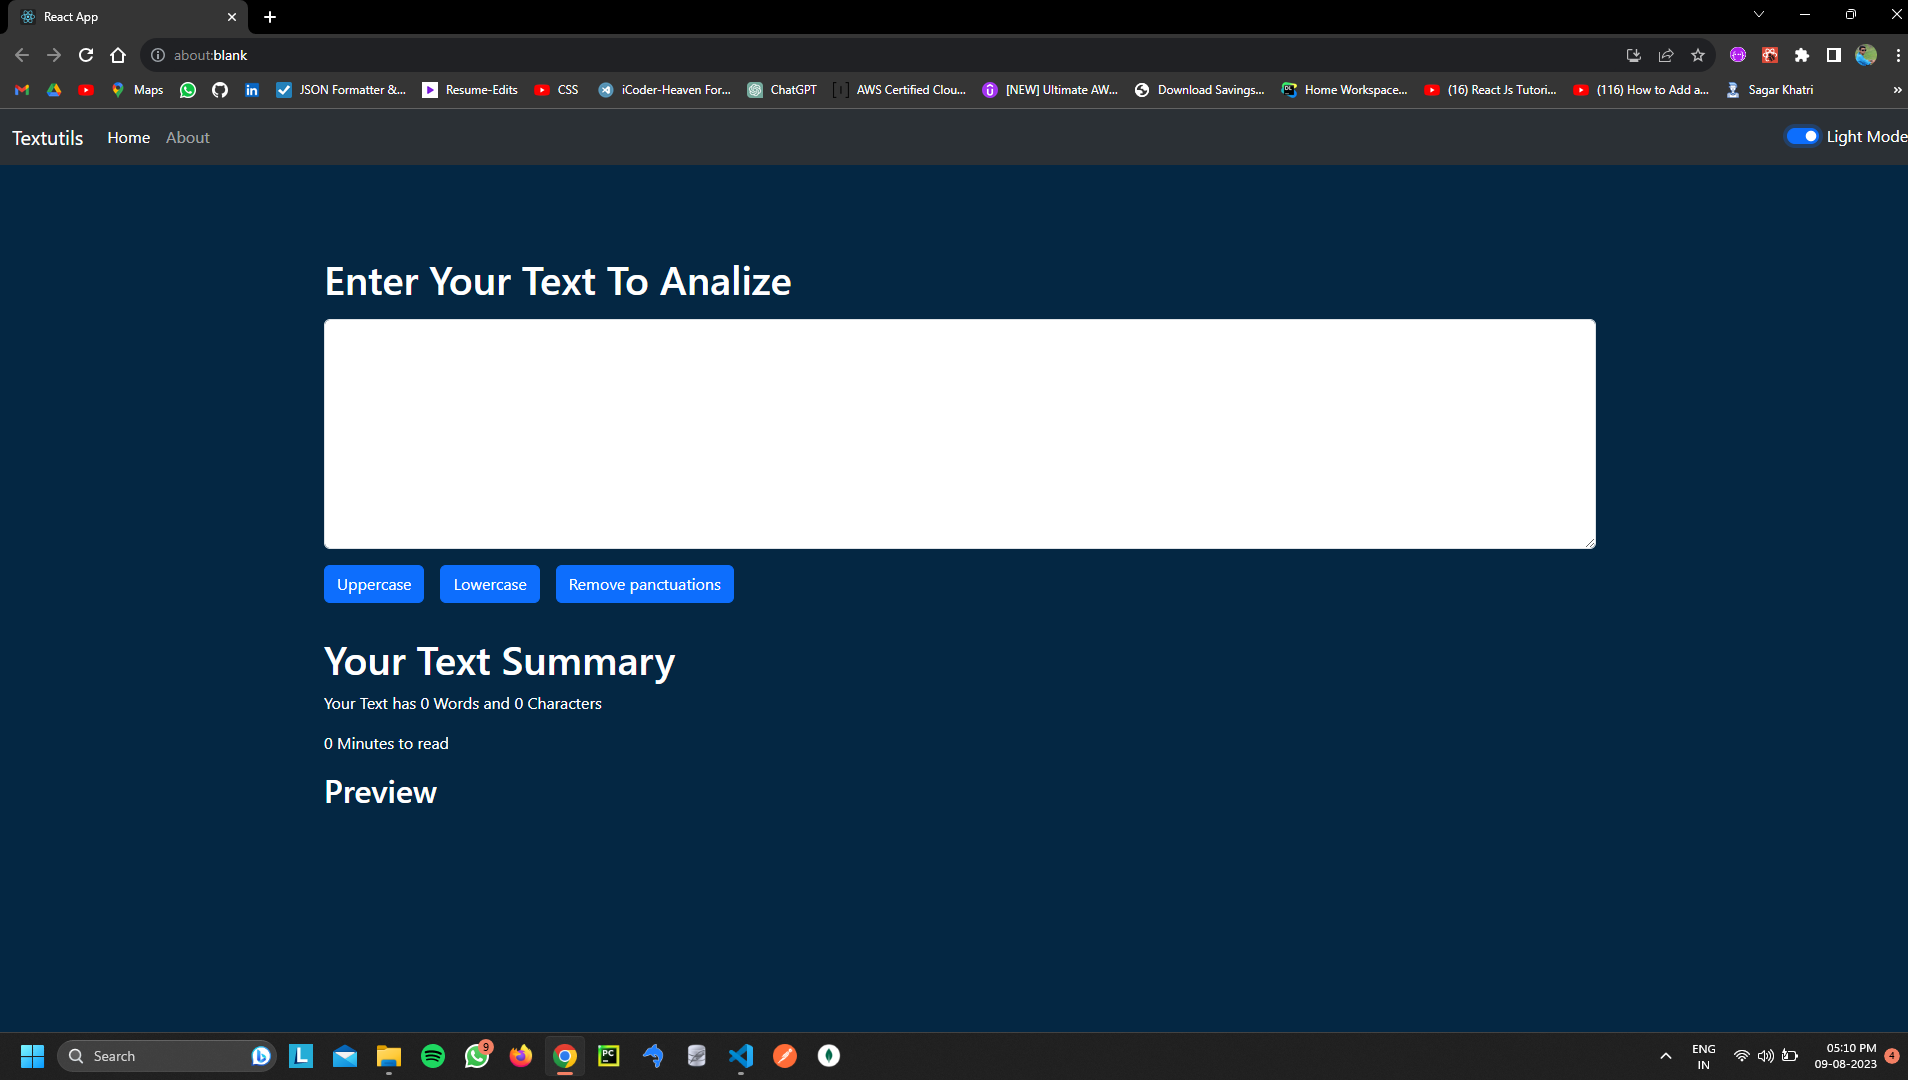 React App
about:blank
Maps JSON Formatter &... Resume-Edits CSS iCoder-Heaven For... ChatGPT AWS Certified Clou... [NEW] Ultimate AW... Download Savings... Home Workspace... (16) React Js Tutori... (116) How to Add a... Sagar Khatri »
Textutils Home About Light Mode
Enter Your Text To Analize
Uppercase Lowercase Remove panctuations
Your Text Summary
Your Text has 0 Words and 0 Characters
0 Minutes to read
Preview
Search L 9 PC ENG IN 05:10 PM 09-08-2023 4